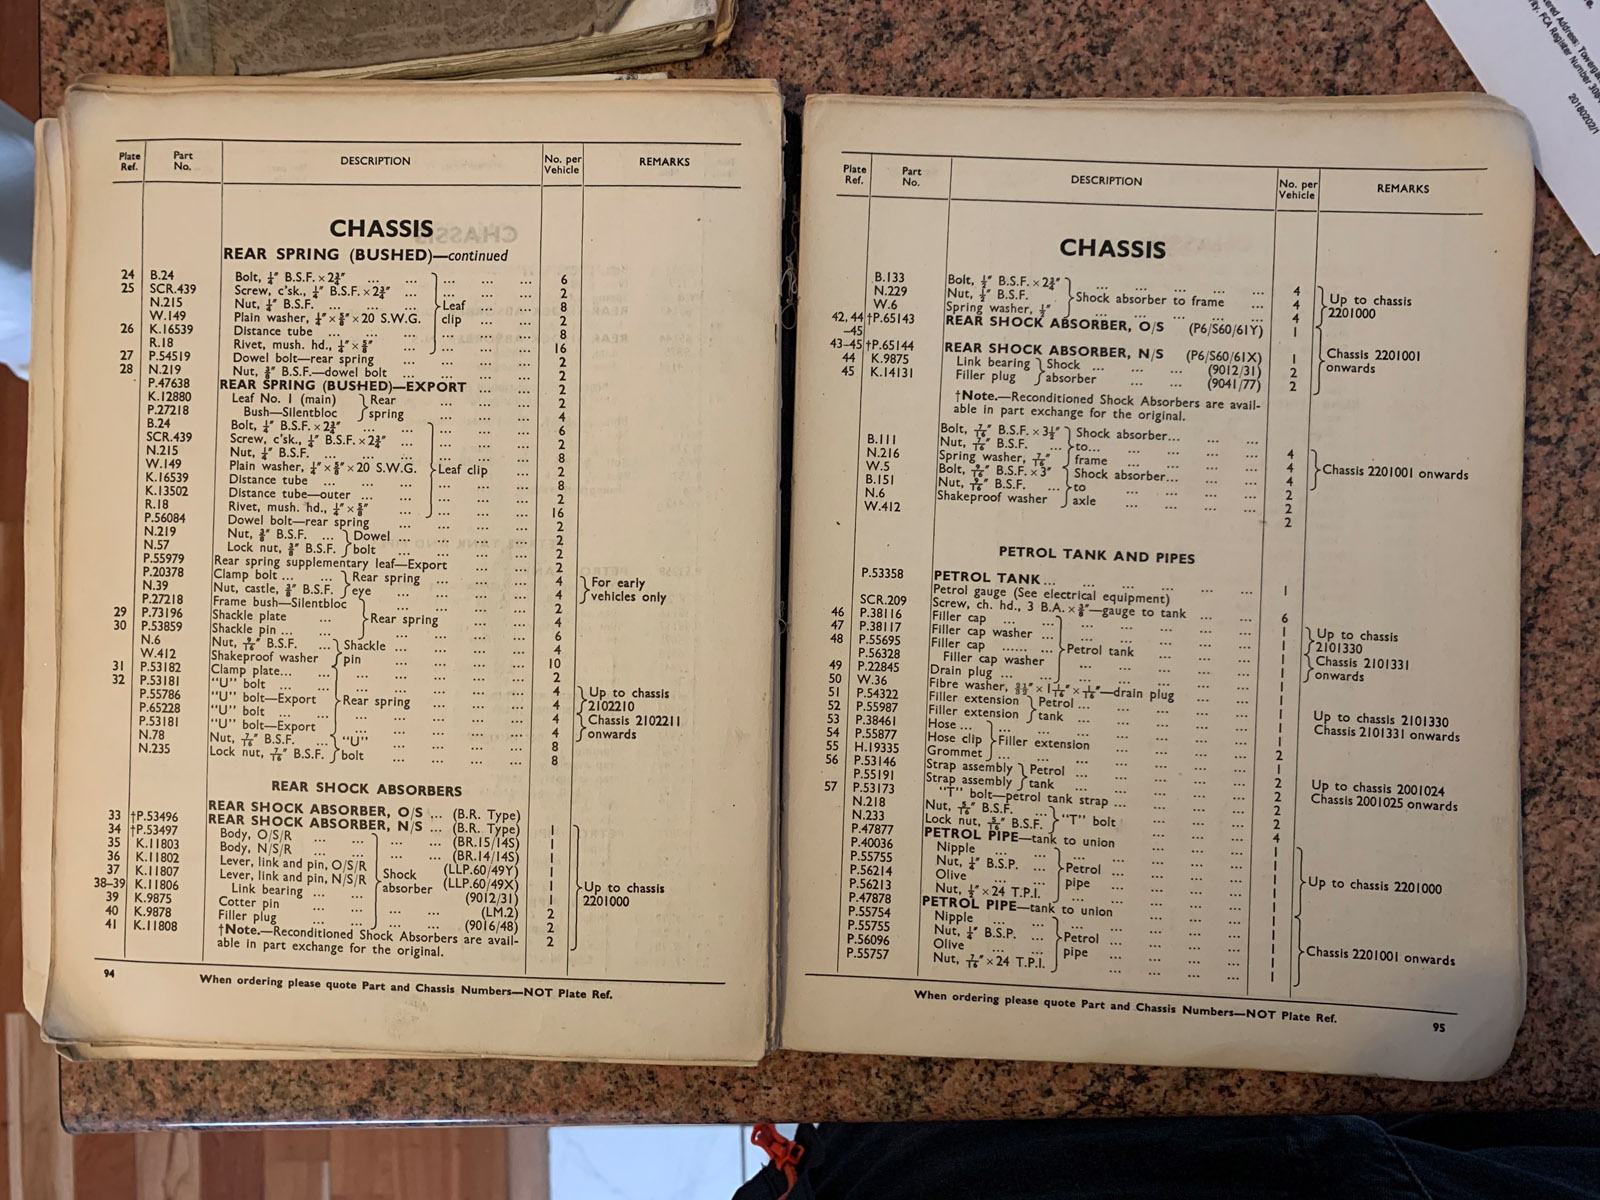 Plate Ref. Part No. DESCRIPTION No. per Vehicle REMARKS
CHASSIS
REAR SPRING (BUSHED)—continued
24 B.24 Bolt, ¼″ B.S.F. × 2¾″ ... ... ... ... ... 6
25 SCR.439 Screw, c'sk., ¼″ B.S.F. × 2¾″ ... ... ... ... 2
N.215 Nut, ¼″ B.S.F. ... ... ... Leaf ... ... 8
W.149 Plain washer, ¼″ × ⅝″ × 20 S.W.G. clip ... ... 2
26 K.16539 Distance tube ... ... ... ... ... ... 8
R.18 Rivet, mush. hd., ¼″ × ⅝″ ... ... ... ... 16
27 P.54519 Dowel bolt—rear spring ... ... ... ... 2
28 N.219 Nut, ⅜″ B.S.F.—dowel bolt ... ... ... ... 2
P.47638 REAR SPRING (BUSHED)—EXPORT ... ... ... 2
K.12880 Leaf No. 1 (main) Rear ... ... ... ... 2
P.27218 Bush—Silentbloc spring ... ... ... ... 4
B.24 Bolt, ¼″ B.S.F. × 2¾″ ... ... ... ... ... 6
SCR.439 Screw, c'sk., ¼″ B.S.F. × 2¾″ ... ... ... ... 2
N.215 Nut, ¼″ B.S.F. ... ... ... ... ... ... 8
W.149 Plain washer, ¼″ × ⅝″ × 20 S.W.G. Leaf clip ... 2
K.16539 Distance tube ... ... ... ... ... ... 8
K.13502 Distance tube—outer ... ... ... ... ... 2
R.18 Rivet, mush. hd., ¼″ × ⅝″ ... ... ... ... 16
P.56084 Dowel bolt—rear spring ... ... ... ... 2
N.219 Nut, ⅜″ B.S.F. ... Dowel ... ... ... 2
N.57 Lock nut, ⅜″ B.S.F. bolt ... ... ... ... 2
P.55979 Rear spring supplementary leaf—Export ... ... 2
P.20378 Clamp bolt ... ... Rear spring ... ... ... 4 For early
N.39 Nut, castle, ⅜″ B.S.F. eye ... ... ... ... 4 vehicles only
P.27218 Frame bush—Silentbloc ... ... ... ... 2
29 P.73196 Shackle plate ... ... Rear spring ... ... 4
30 P.53859 Shackle pin ... ... ... ... ... ... 6
N.6 Nut, 9/16″ B.S.F. ... Shackle ... ... ... 4
W.412 Shakeproof washer pin ... ... ... ... 10
31 P.53182 Clamp plate... ... ... ... ... ... 2
32 P.53181 "U" bolt ... ... ... ... ... 4 Up to chassis
P.55786 "U" bolt—Export Rear spring ... ... ... 4 2102210
P.65228 "U" bolt ... ... ... ... ... 4 Chassis 2102211
P.53181 "U" bolt—Export ... ... ... ... 4 onwards
N.78 Nut, 7/16″ B.S.F. ... "U" ... ... ... 8
N.235 Lock nut, 7/16″ B.S.F. bolt ... ... ... ... 8
REAR SHOCK ABSORBERS
33 †P.53496 REAR SHOCK ABSORBER, O/S ... (B.R. Type) 1
34 †P.53497 REAR SHOCK ABSORBER, N/S ... (B.R. Type) 1
35 K.11803 Body, O/S/R ... ... ... (BR.15/14S) 1
36 K.11802 Body, N/S/R ... ... ... (BR.14/14S) 1
37 K.11807 Lever, link and pin, O/S/R Shock (LLP.60/49Y) 1
38–39 K.11806 Lever, link and pin, N/S/R absorber (LLP.60/49X) 1 Up to chassis
39 K.9875 Link bearing ... ... (9012/31) 2 2201000
40 K.9878 Cotter pin ... ... ... ... (LM.2) 2
41 K.11808 Filler plug ... ... ... (9016/48) 2
†Note.—Reconditioned Shock Absorbers are avail-
able in part exchange for the original.
94
When ordering please quote Part and Chassis Numbers—NOT Plate Ref.
Plate Ref. Part No. DESCRIPTION No. per Vehicle REMARKS
CHASSIS
B.133 Bolt, ½″ B.S.F. × 2¾″ ... ... ... ... 4
N.229 Nut, ½″ B.S.F. Shock absorber to frame ... ... 4 Up to chassis
W.6 Spring washer, ½″ ... ... ... ... 4 2201000
42, 44 –45 †P.65143 REAR SHOCK ABSORBER, O/S (P6/S60/61Y) 1
43–45 †P.65144 REAR SHOCK ABSORBER, N/S (P6/S60/61X) 1 Chassis 2201001
44 K.9875 Link bearing Shock ... ... (9012/31) 2 onwards
45 K.14131 Filler plug absorber ... ... (9041/77) 2
†Note.—Reconditioned Shock Absorbers are avail-
able in part exchange for the original.
B.111 Bolt, 7/16″ B.S.F. × 3½″ Shock absorber... ... ... 4
N.216 Nut, 7/16″ B.S.F. to... ... ... ... 4 Chassis 2201001 onwards
W.5 Spring washer, 7/16″ frame ... ... ... 4
B.151 Bolt, 9/16″ B.S.F. × 3″ Shock absorber... ... ... 2
N.6 Nut, 9/16″ B.S.F. to ... ... ... ... 2
W.412 Shakeproof washer axle ... ... ... ... 2
PETROL TANK AND PIPES
P.53358 PETROL TANK ... ... ... ... ... 1
Petrol gauge (See electrical equipment)
SCR.209 Screw, ch. hd., 3 B.A. × ⅜″—gauge to tank ... ... 6
46 P.38116 Filler cap ... ... ... ... ... 1 Up to chassis
47 P.38117 Filler cap washer ... ... ... ... 1 2101330
48 P.55695 Filler cap ... ... Petrol tank ... ... ... 1 Chassis 2101331
P.56328 Filler cap washer ... ... ... ... 1 onwards
49 P.22845 Drain plug ... ... ... ... ... 1
50 W.36 Fibre washer, 21/32″ × 1 1/16″ × 1/16″—drain plug ... ... 1
51 P.54322 Filler extension Petrol ... ... ... ... 1 Up to chassis 2101330
52 P.55987 Filler extension tank ... ... ... ... 1 Chassis 2101331 onwards
53 P.38461 Hose ... ... ... ... ... 1
54 P.55877 Hose clip Filler extension ... ... ... 2
55 H.19335 Grommet ... ... ... ... ... 1
56 P.53146 Strap assembly Petrol ... ... ... ... 2 Up to chassis 2001024
P.55191 Strap assembly tank ... ... ... ... 2 Chassis 2001025 onwards
57 P.53173 "T" bolt—petrol tank strap ... ... ... ... 2
N.218 Nut, 5/16″ B.S.F. ... "T" bolt ... ... ... 2
N.233 Lock nut, 5/16″ B.S.F. ... ... ... ... 4
P.47877 PETROL PIPE—tank to union ... ... ... 1
P.40036 Nipple ... ... ... ... ... 1
P.55755 Nut, ¼″ B.S.P. ... Petrol ... ... ... 1 Up to chassis 2201000
P.56214 Olive ... ... pipe ... ... ... 1
P.56213 Nut, ½″ × 24 T.P.I. ... ... ... ... 1
P.47878 PETROL PIPE—tank to union ... ... ... 1
P.55754 Nipple ... ... ... ... ... 1
P.55755 Nut, ¼″ B.S.P. ... Petrol ... ... ... 1 Chassis 2201001 onwards
P.56096 Olive ... ... pipe ... ... ... 1
P.55757 Nut, 7/16″ × 24 T.P.I. ... ... ... ... 1
When ordering please quote Part and Chassis Numbers—NOT Plate Ref.
95
20180202/1